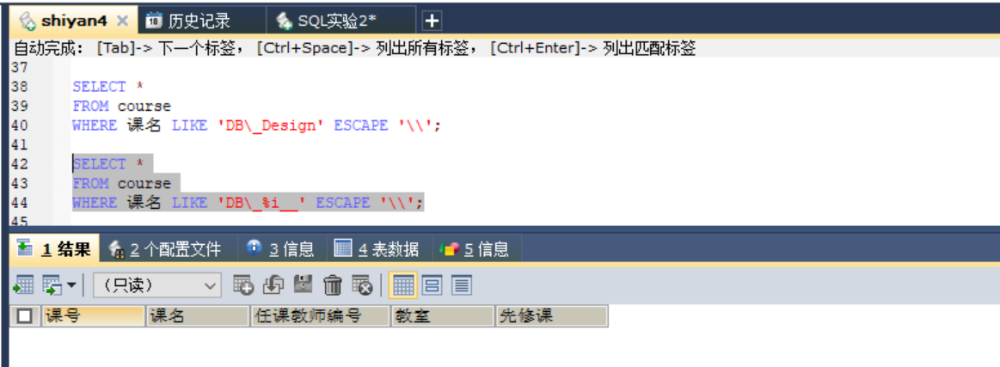 shiyan4 × 18 历史记录 SQL实验2* +
自动完成： [Tab]-> 下一个标签， [Ctrl+Space]-> 列出所有标签， [Ctrl+Enter]-> 列出匹配标签
37
38 SELECT *
39 FROM course
40 WHERE 课名 LIKE 'DB\_Design' ESCAPE '\\';
41
42 SELECT *
43 FROM course
44 WHERE 课名 LIKE 'DB\_%i__' ESCAPE '\\';
45
1 结果 2 个配置文件 3 信息 4 表数据 5 信息
（只读）
课号 课名 任课教师编号 教室 先修课